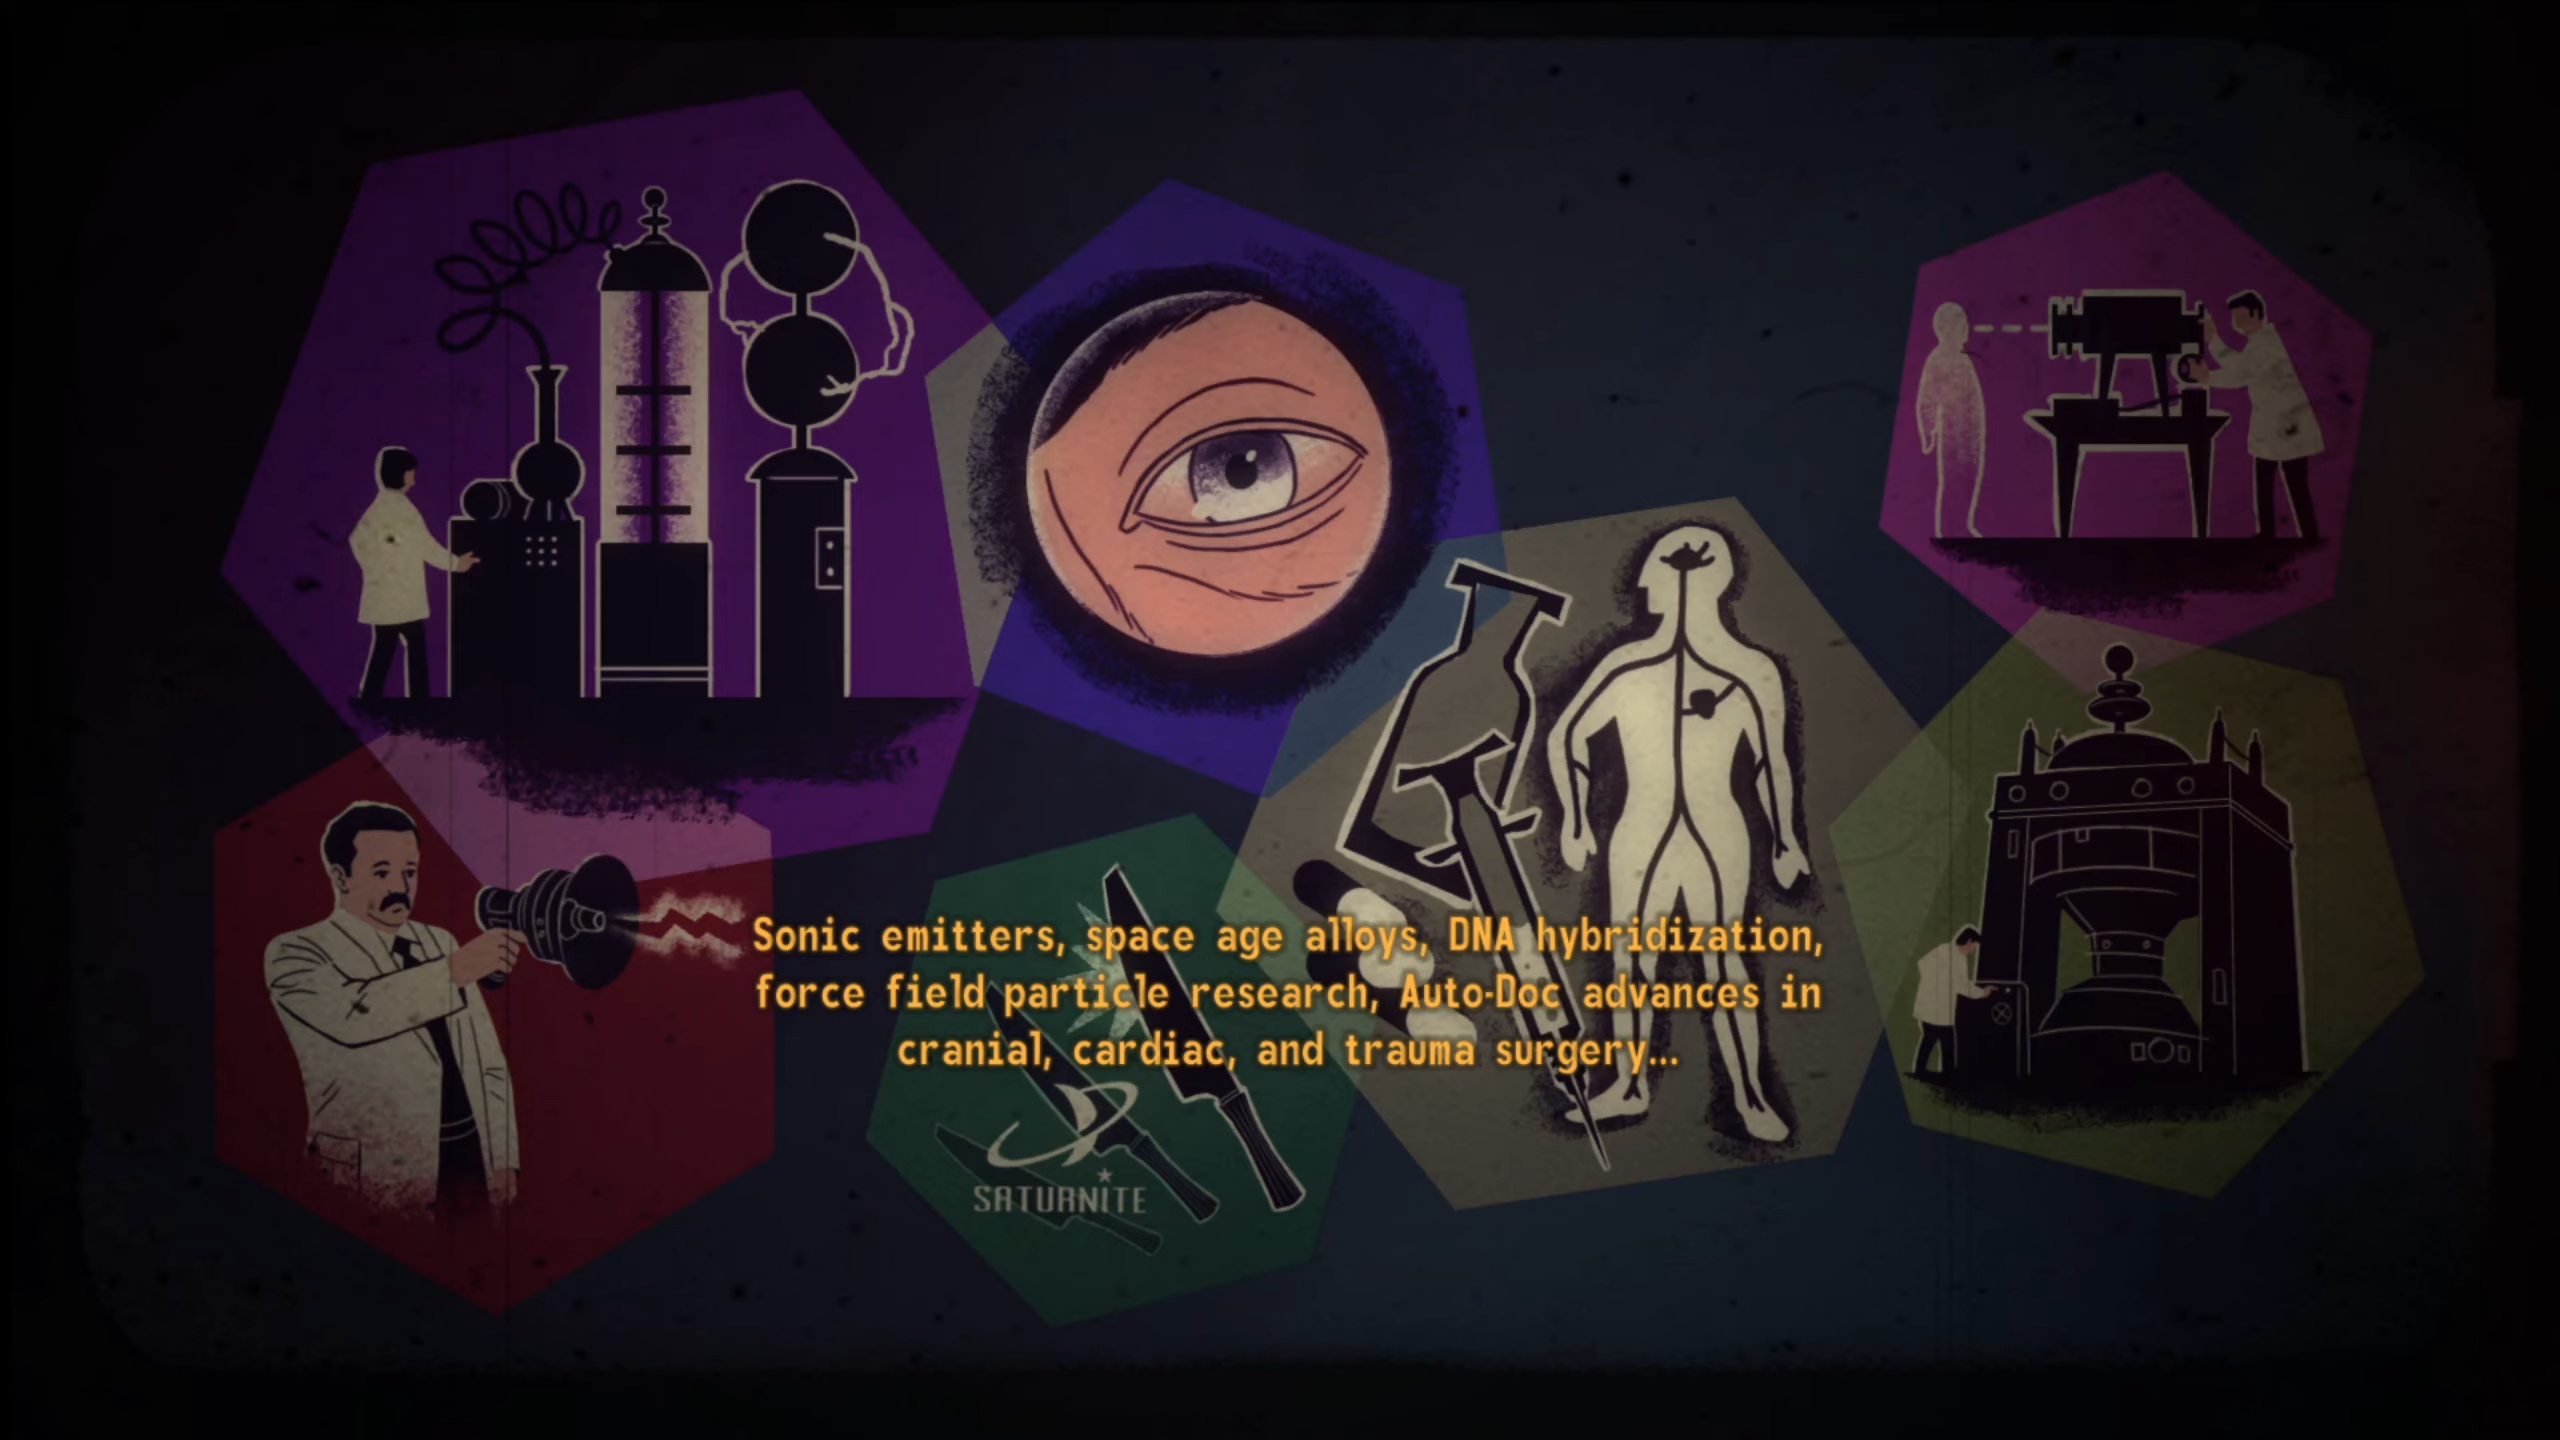 Sonic emitters, space age alloys, DNA hybridization,
force field particle research, Auto-Doc advances in
cranial, cardiac, and trauma surgery...
SATURNITE